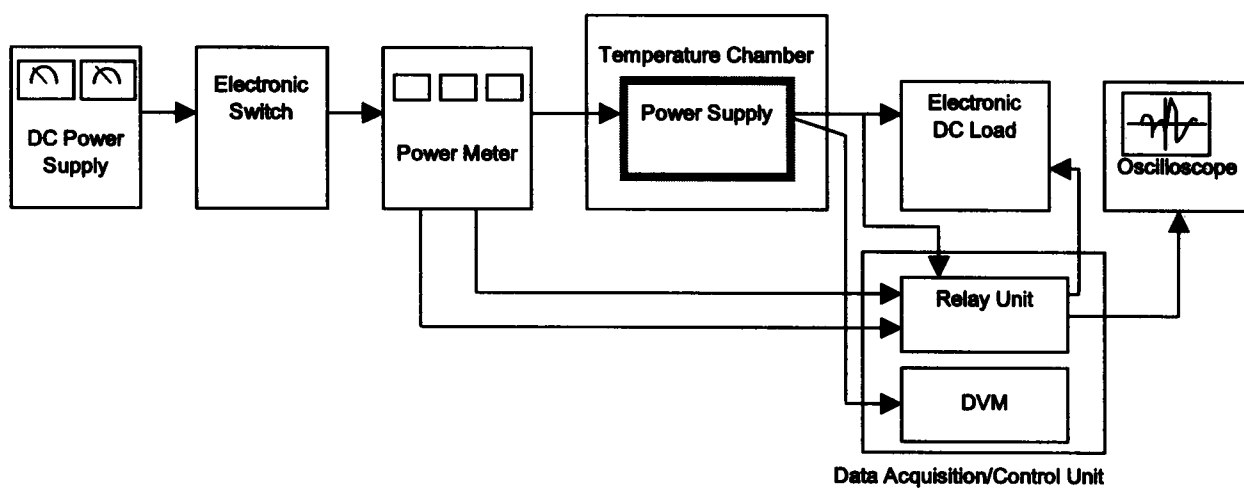 Temperature Chamber
DC Power
Supply
Electronic
Switch
Power Meter
Power Supply
Electronic
DC Load
Oscilloscope
Relay Unit
DVM
Data Acquisition/Control Unit